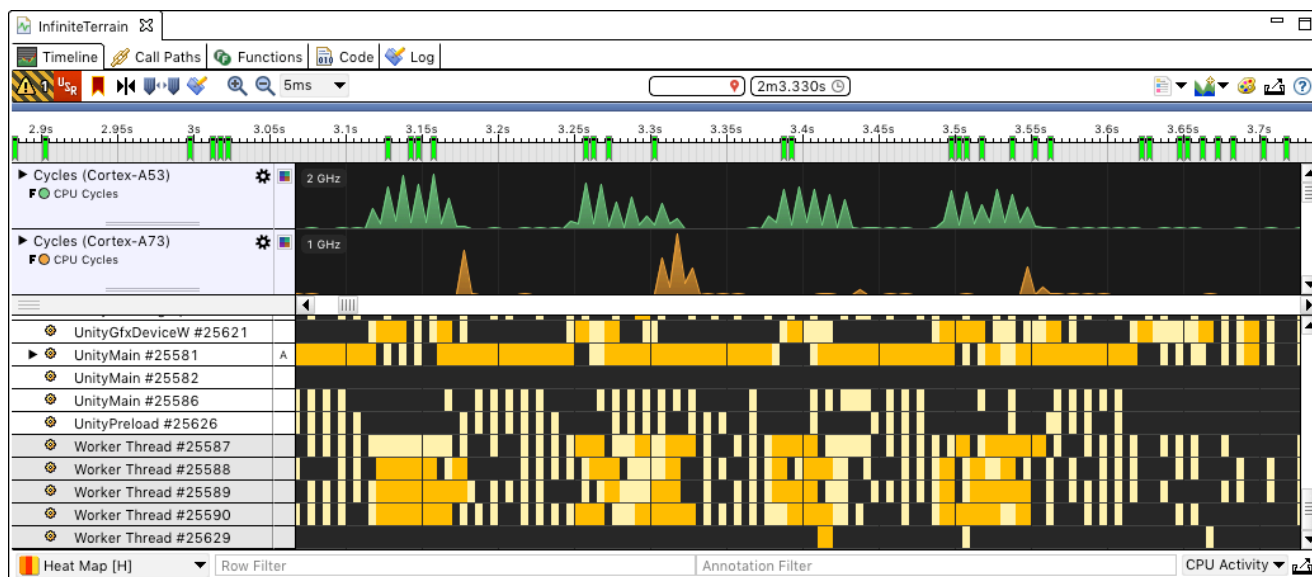 InfiniteTerrain
Timeline Call Paths Functions Code Log
1 USR 5ms 2m3.330s
2.9s 2.95s 3s 3.05s 3.1s 3.15s 3.2s 3.25s 3.3s 3.35s 3.4s 3.45s 3.5s 3.55s 3.6s 3.65s 3.7s
Cycles (Cortex-A53) 2 GHz
F CPU Cycles
Cycles (Cortex-A73) 1 GHz
F CPU Cycles
UnityGfxDeviceW #25621
UnityMain #25581 A
UnityMain #25582
UnityMain #25586
UnityPreload #25626
Worker Thread #25587
Worker Thread #25588
Worker Thread #25589
Worker Thread #25590
Worker Thread #25629
Heat Map [H] Row Filter Annotation Filter CPU Activity